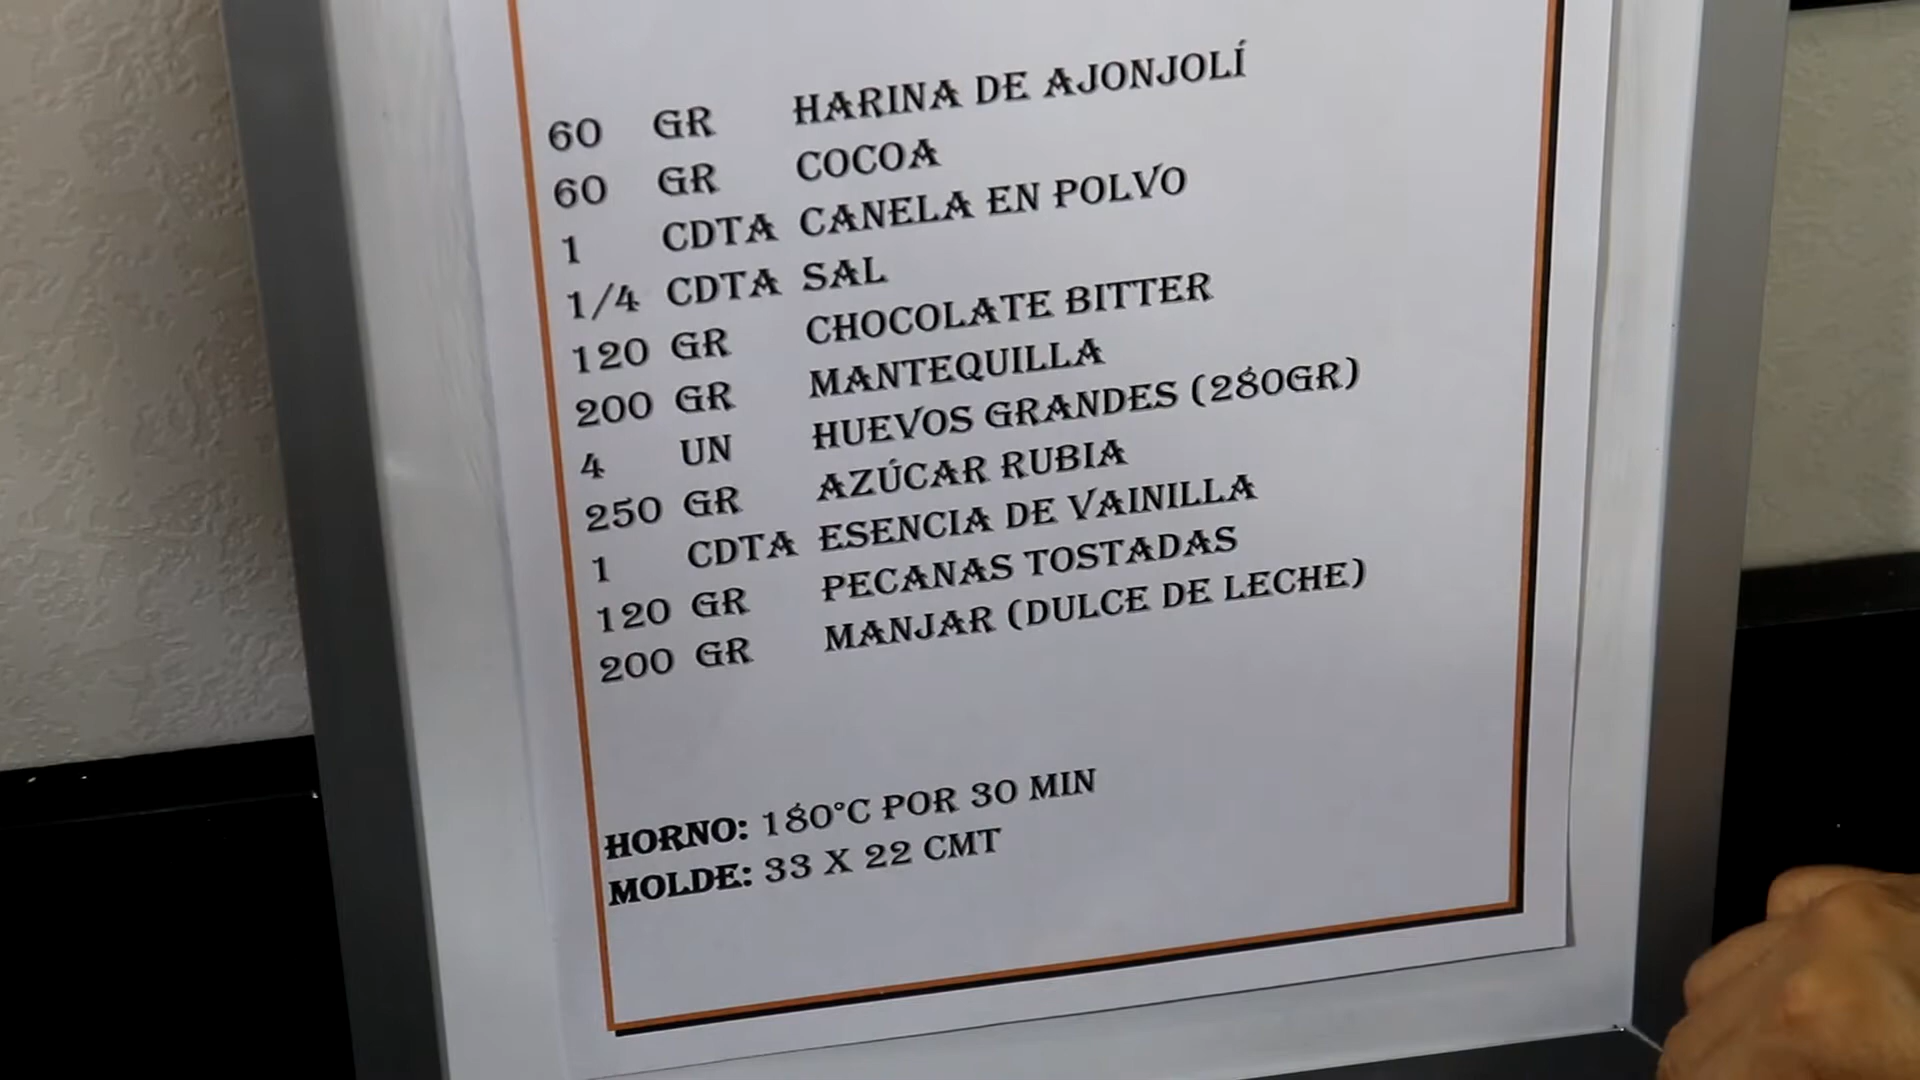 60 GR HARINA DE AJONJOLÍ
60 GR COCOA
1 CDTA CANELA EN POLVO
1/4 CDTA SAL
120 GR CHOCOLATE BITTER
200 GR MANTEQUILLA
4 UN HUEVOS GRANDES (280GR)
250 GR AZÚCAR RUBIA
1 CDTA ESENCIA DE VAINILLA
120 GR PECANAS TOSTADAS
200 GR MANJAR (DULCE DE LECHE)
HORNO: 180°C POR 30 MIN
MOLDE: 33 X 22 CMT